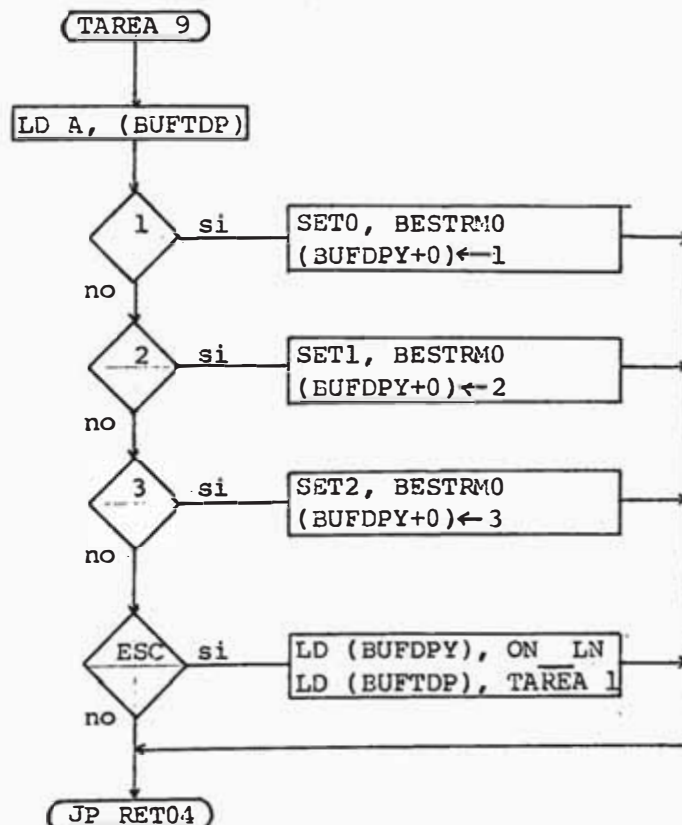 TAREA 9
LD A, (BUFTDP)
1
si
SET0, BESTRM0
(BUFDPY+0)←1
no
2
si
SET1, BESTRM0
(BUFDPY+0)←2
no
3
si
SET2, BESTRM0
(BUFDPY+0)←3
no
ESC
si
LD (BUFDPY), ON_LN
LD (BUFTDP), TAREA 1
no
JP RET04